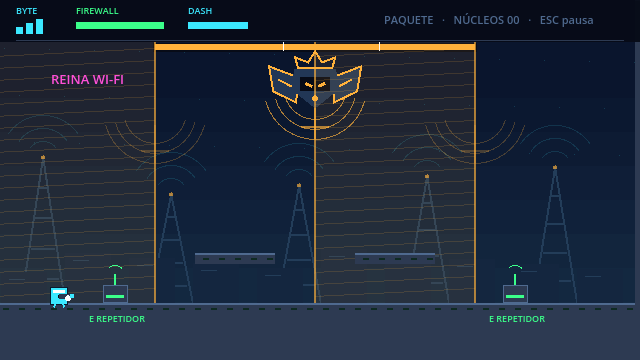 BYTE
FIREWALL
DASH
PAQUETE · NÚCLEOS 00 · ESC pausa
REINA WI-FI
E REPETIDOR
E REPETIDOR